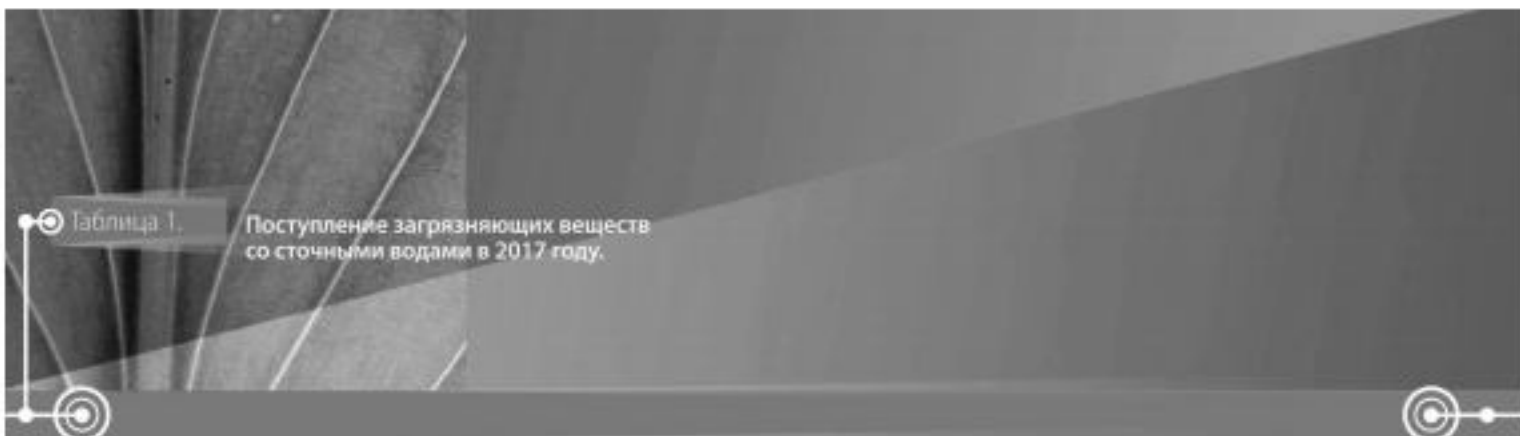 Таблица 1.
Поступление загрязняющих веществ
со сточными водами в 2017 году.